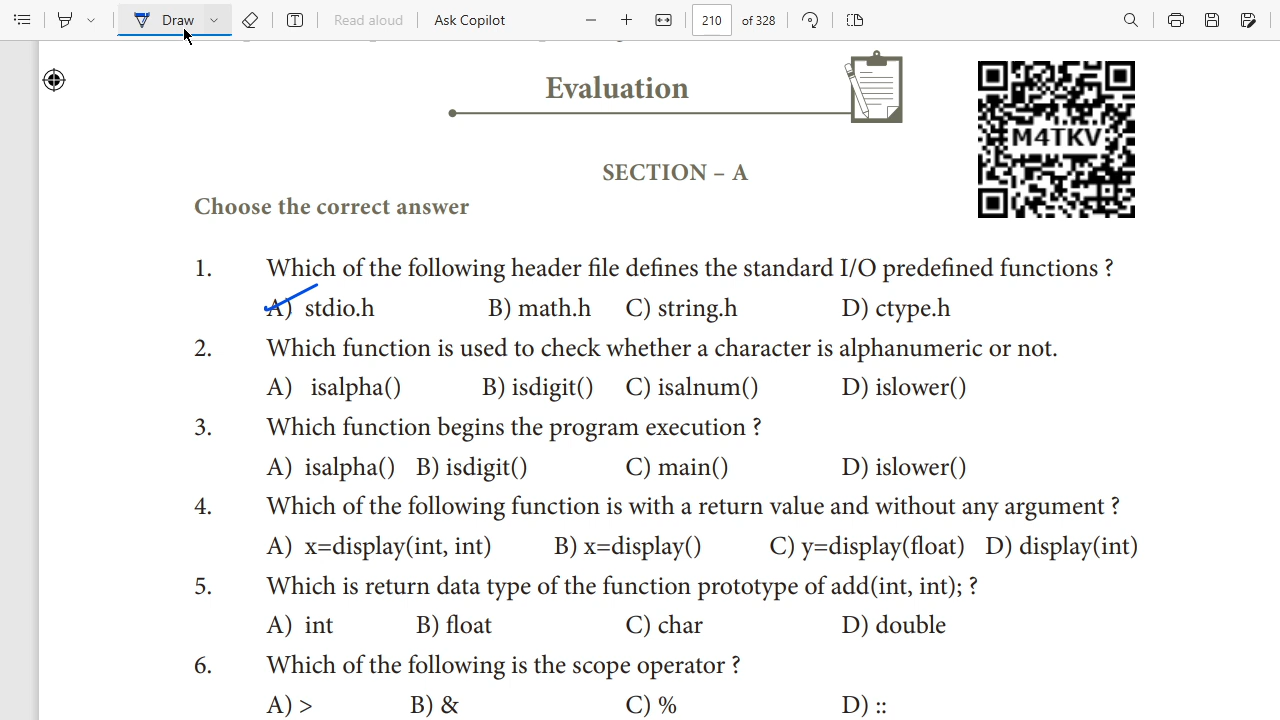 Draw Read aloud Ask Copilot 210 of 328
Evaluation
M4TKV
SECTION – A
Choose the correct answer
1. Which of the following header file defines the standard I/O predefined functions ?
A) stdio.h B) math.h C) string.h D) ctype.h
2. Which function is used to check whether a character is alphanumeric or not.
A) isalpha() B) isdigit() C) isalnum() D) islower()
3. Which function begins the program execution ?
A) isalpha() B) isdigit() C) main() D) islower()
4. Which of the following function is with a return value and without any argument ?
A) x=display(int, int) B) x=display() C) y=display(float) D) display(int)
5. Which is return data type of the function prototype of add(int, int); ?
A) int B) float C) char D) double
6. Which of the following is the scope operator ?
A) > B) & C) % D) ::